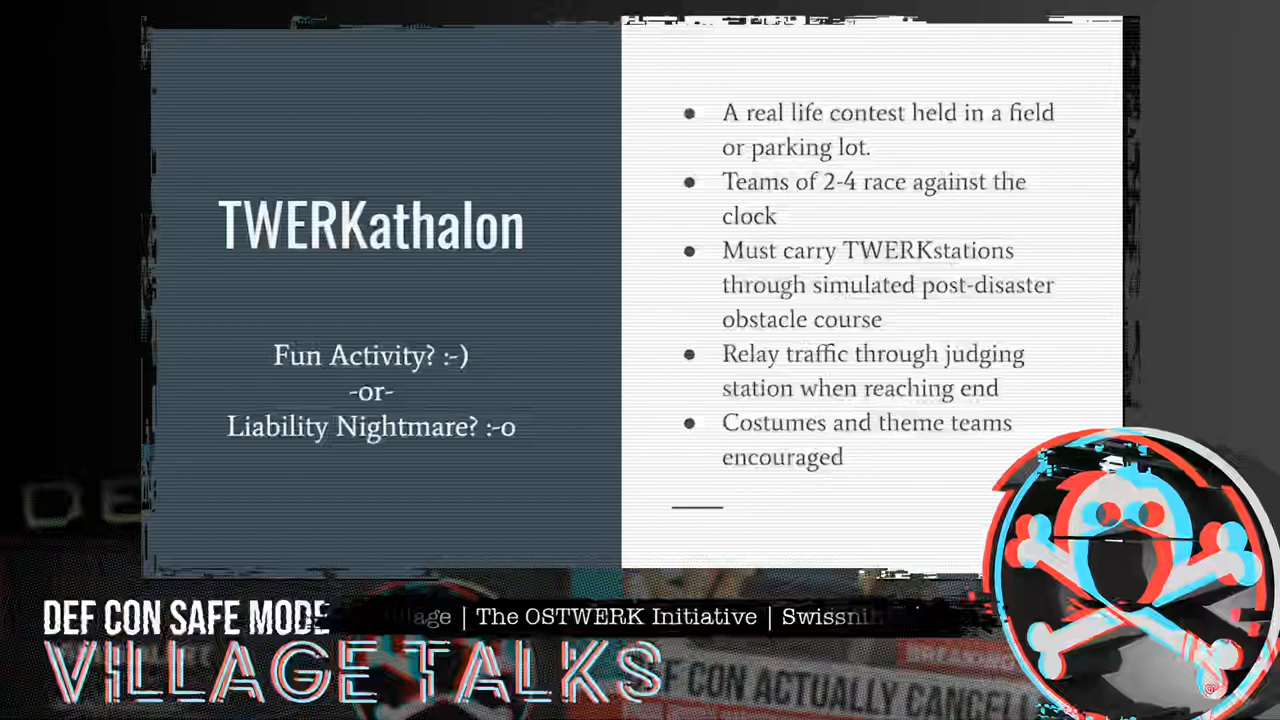 TWERKathalon
Fun Activity? :-)
-or-
Liability Nightmare? :-o
● A real life contest held in a field
or parking lot.
● Teams of 2-4 race against the
clock
● Must carry TWERKstations
through simulated post-disaster
obstacle course
● Relay traffic through judging
station when reaching end
● Costumes and theme teams
encouraged
DEF CON SAFE MODE
VILLAGE TALKS
| The OSTWERK Initiative |
CON ACTUALLY